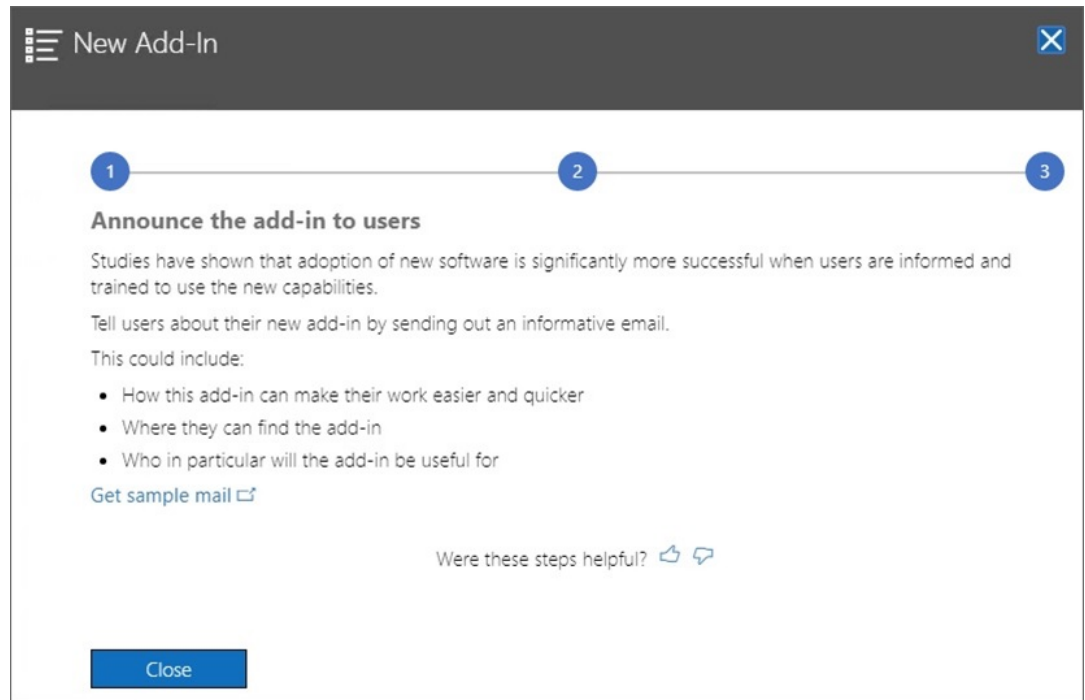 New Add-In
1 2 3
Announce the add-in to users
Studies have shown that adoption of new software is significantly more successful when users are informed and
trained to use the new capabilities.
Tell users about their new add-in by sending out an informative email.
This could include:
• How this add-in can make their work easier and quicker
• Where they can find the add-in
• Who in particular will the add-in be useful for
Get sample mail
Were these steps helpful?
Close